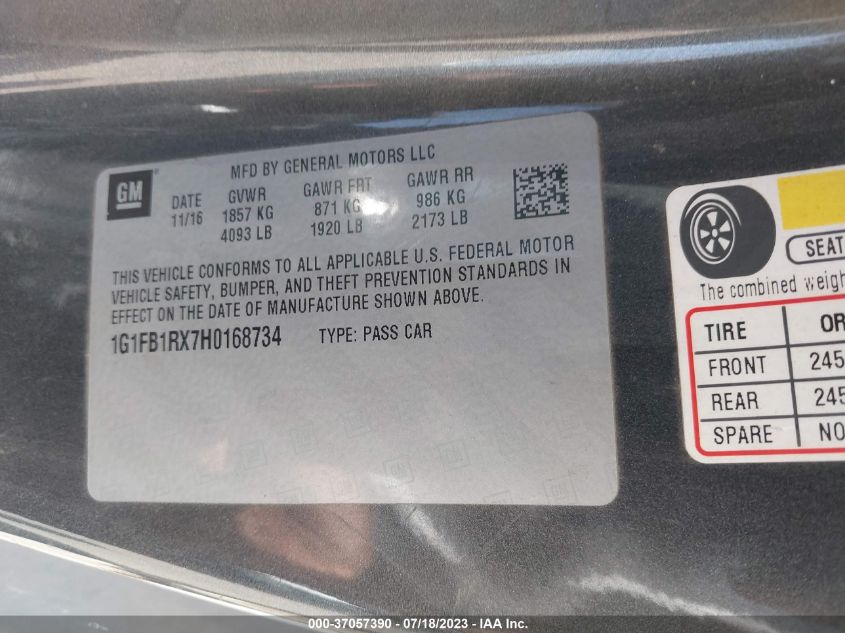 GM
MFD BY GENERAL MOTORS LLC
DATE GVWR GAWR FRT GAWR RR
11/16 1857 KG 871 KG 986 KG
4093 LB 1920 LB 2173 LB
THIS VEHICLE CONFORMS TO ALL APPLICABLE U.S. FEDERAL MOTOR
VEHICLE SAFETY, BUMPER, AND THEFT PREVENTION STANDARDS IN
EFFECT ON THE DATE OF MANUFACTURE SHOWN ABOVE.
1G1FB1RX7H0168734 TYPE: PASS CAR
SEAT
The combined weigh
TIRE OR
FRONT 245
REAR 245
SPARE NO
000-37057390 - 07/18/2023 - IAA Inc.